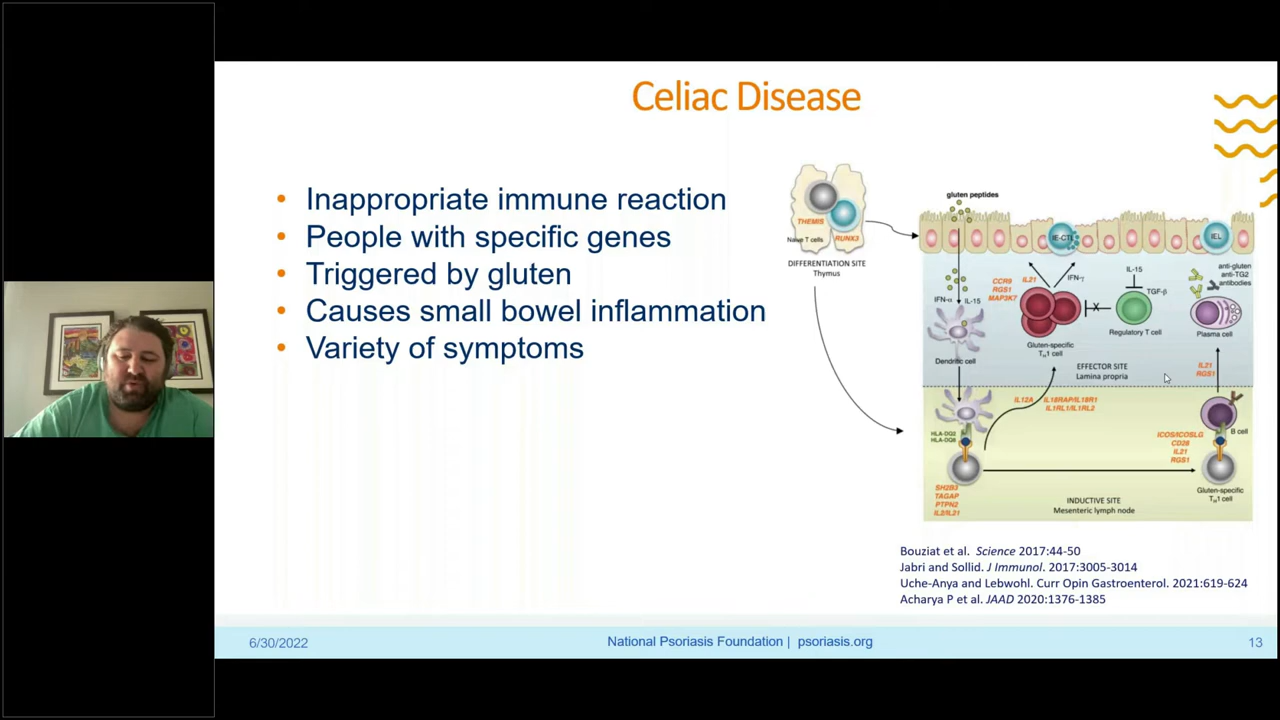 Celiac Disease
• Inappropriate immune reaction
• People with specific genes
• Triggered by gluten
• Causes small bowel inflammation
• Variety of symptoms
THEMIS
Naive T cells
RUNX3
DIFFERENTIATION SITE
Thymus
gluten peptides
IE-CTL
IEL
IFN-α
IL-15
Dendritic cell
CCR9
RGS1
MAP3K7
IL21
IFN-γ
Gluten-specific
TH1 cell
IL-15
TGF-β
Regulatory T cell
anti-gluten
anti-TG2
antibodies
Plasma cell
EFFECTOR SITE
Lamina propria
IL21
RGS1
IL12A
IL18RAP/IL18R1
IL1RL1/IL1RL2
HLA-DQ2
HLA-DQ8
SH2B3
TAGAP
PTPN2
IL2/IL21
B cell
ICOS/ICOSLG
CD28
IL21
RGS1
Gluten-specific
TH1 cell
INDUCTIVE SITE
Mesenteric lymph node
Bouziat et al. Science 2017:44-50
Jabri and Sollid. J Immunol. 2017:3005-3014
Uche-Anya and Lebwohl. Curr Opin Gastroenterol. 2021:619-624
Acharya P et al. JAAD 2020:1376-1385
6/30/2022
National Psoriasis Foundation | psoriasis.org
13